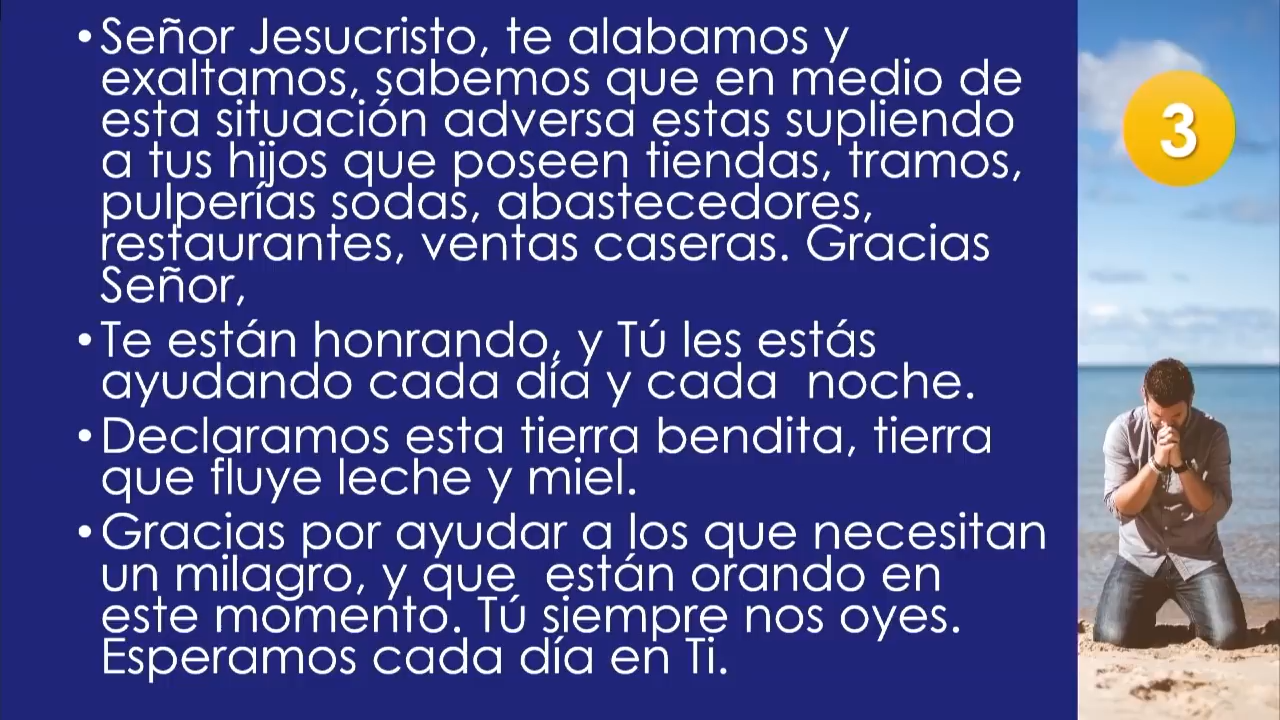 • Señor Jesucristo, te alabamos y
exaltamos, sabemos que en medio de
esta situación adversa estas supliendo
a tus hijos que poseen tiendas, tramos,
pulperías sodas, abastecedores,
restaurantes, ventas caseras. Gracias
Señor,
• Te están honrando, y Tú les estás
ayudando cada día y cada  noche.
• Declaramos esta tierra bendita, tierra
que fluye leche y miel.
• Gracias por ayudar a los que necesitan
un milagro, y que  están orando en
este momento. Tú siempre nos oyes.
Esperamos cada día en Ti.
3